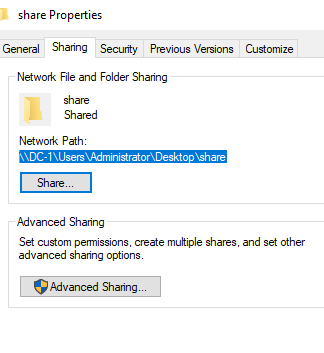 share Properties
General Sharing Security Previous Versions Customize
Network File and Folder Sharing
share
Shared
Network Path:
\\DC-1\Users\Administrator\Desktop\share
Share...
Advanced Sharing
Set custom permissions, create multiple shares, and set other
advanced sharing options.
Advanced Sharing...